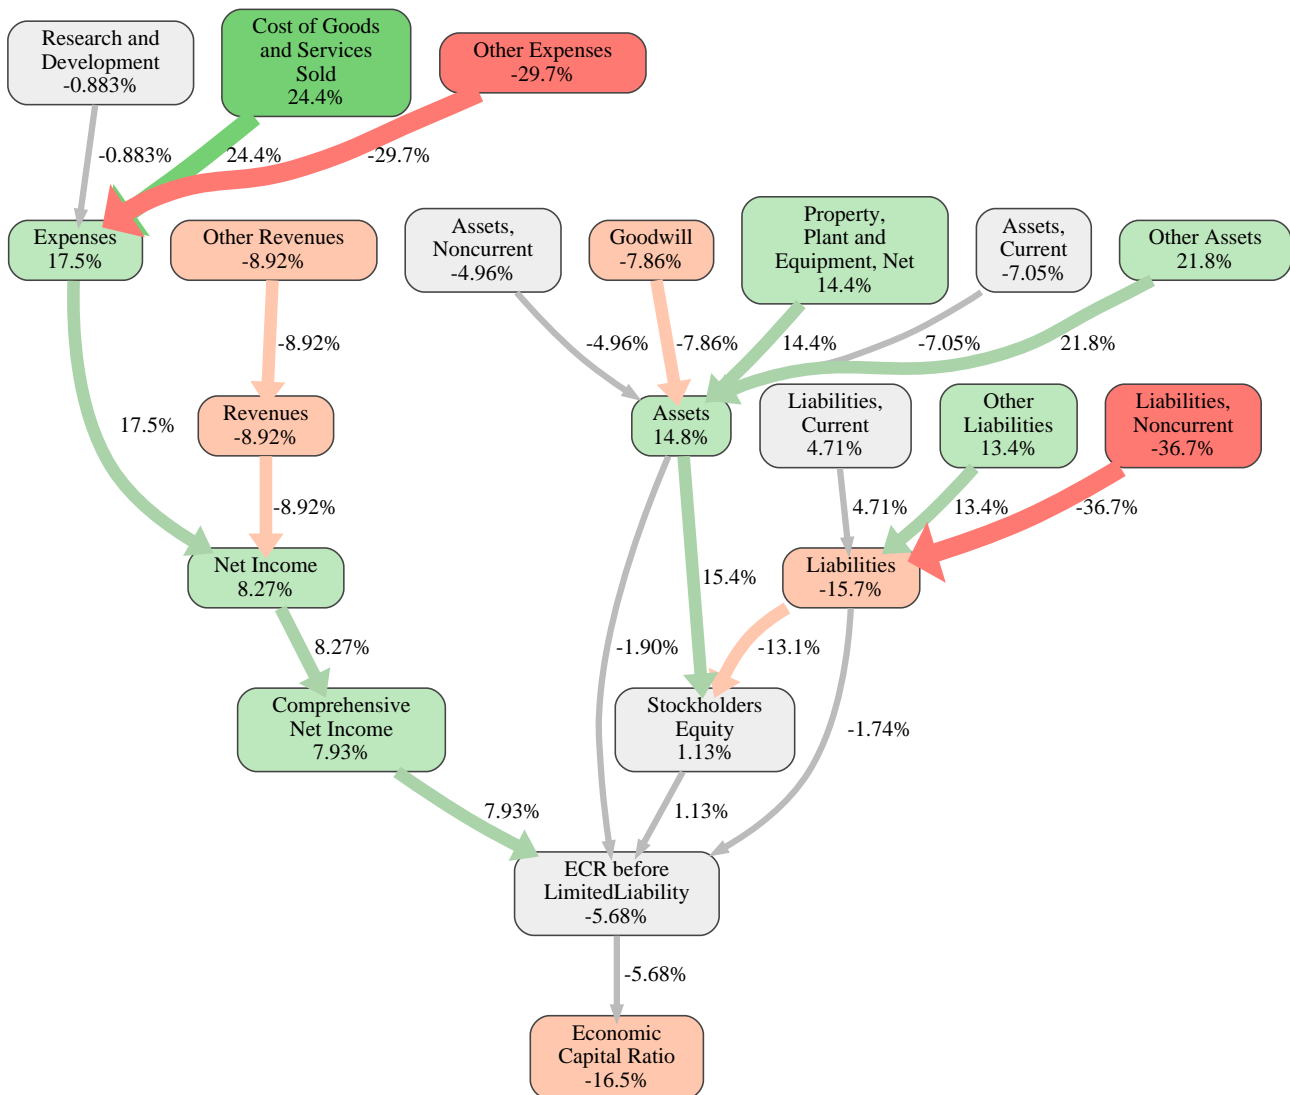 Research and
Development
-0.883%
Cost of Goods
and Services
Sold
24.4%
Other Expenses
-29.7%
-0.883%
24.4%
-29.7%
Expenses
17.5%
Other Revenues
-8.92%
Assets,
Noncurrent
-4.96%
Goodwill
-7.86%
Property,
Plant and
Equipment, Net
14.4%
Assets,
Current
-7.05%
Other Assets
21.8%
-8.92%
-4.96%
-7.86%
14.4%
-7.05%
21.8%
17.5%
Revenues
-8.92%
Assets
14.8%
Liabilities,
Current
4.71%
Other
Liabilities
13.4%
Liabilities,
Noncurrent
-36.7%
-8.92%
4.71%
13.4%
-36.7%
Net Income
8.27%
15.4%
Liabilities
-15.7%
8.27%
-1.90%
-13.1%
Comprehensive
Net Income
7.93%
Stockholders
Equity
1.13%
-1.74%
7.93%
1.13%
ECR before
LimitedLiability
-5.68%
-5.68%
Economic
Capital Ratio
-16.5%